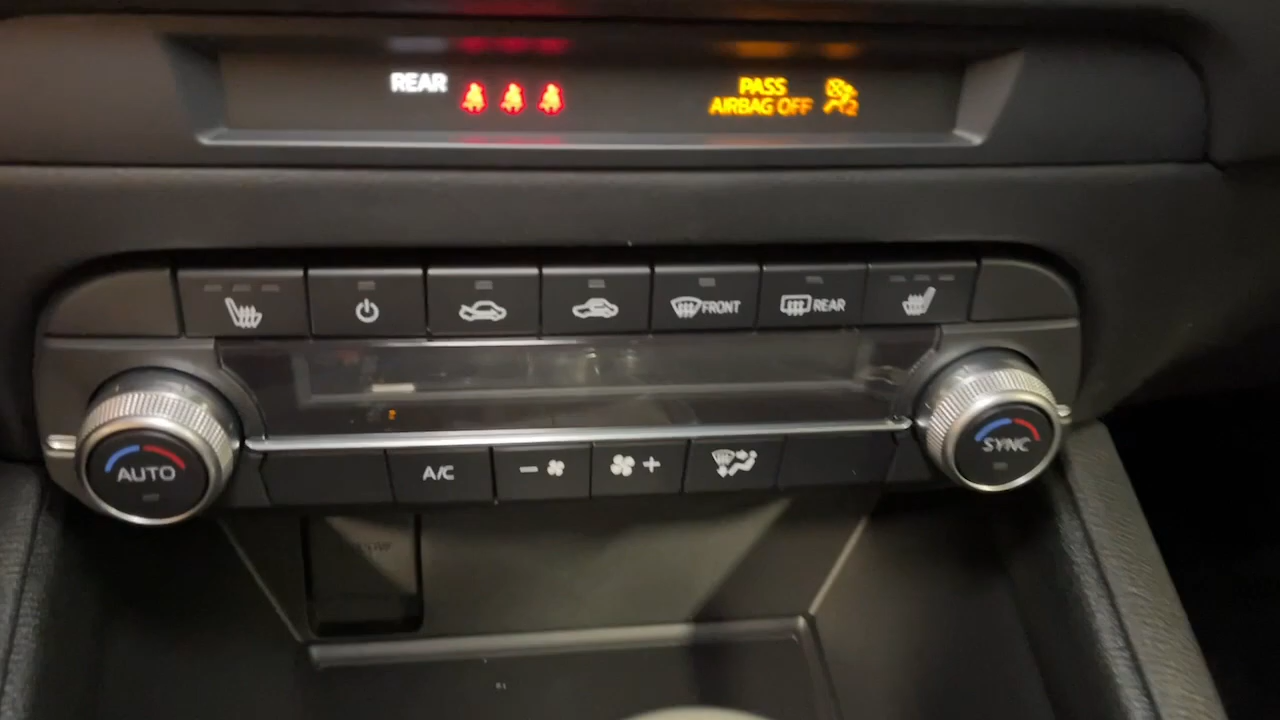 REAR
PASS
AIRBAG OFF
FRONT
REAR
AUTO
A/C
SYNC